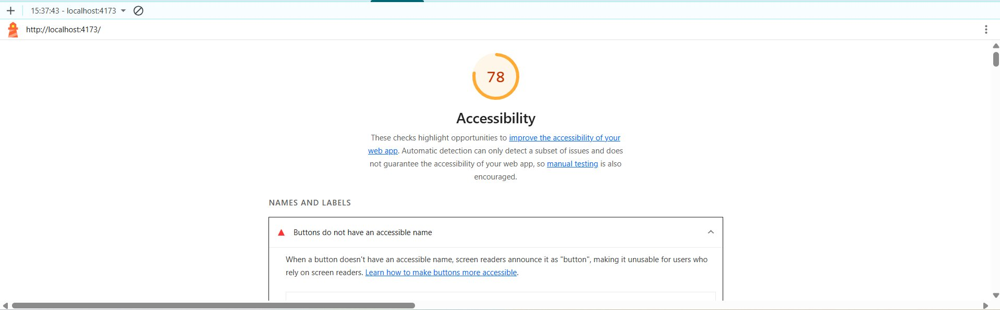 15:37:43 - localhost:4173
http://localhost:4173/
78
Accessibility
These checks highlight opportunities to improve the accessibility of your
web app. Automatic detection can only detect a subset of issues and does
not guarantee the accessibility of your web app, so manual testing is also
encouraged.
NAMES AND LABELS
Buttons do not have an accessible name
When a button doesn't have an accessible name, screen readers announce it as "button", making it unusable for users who
rely on screen readers. Learn how to make buttons more accessible.